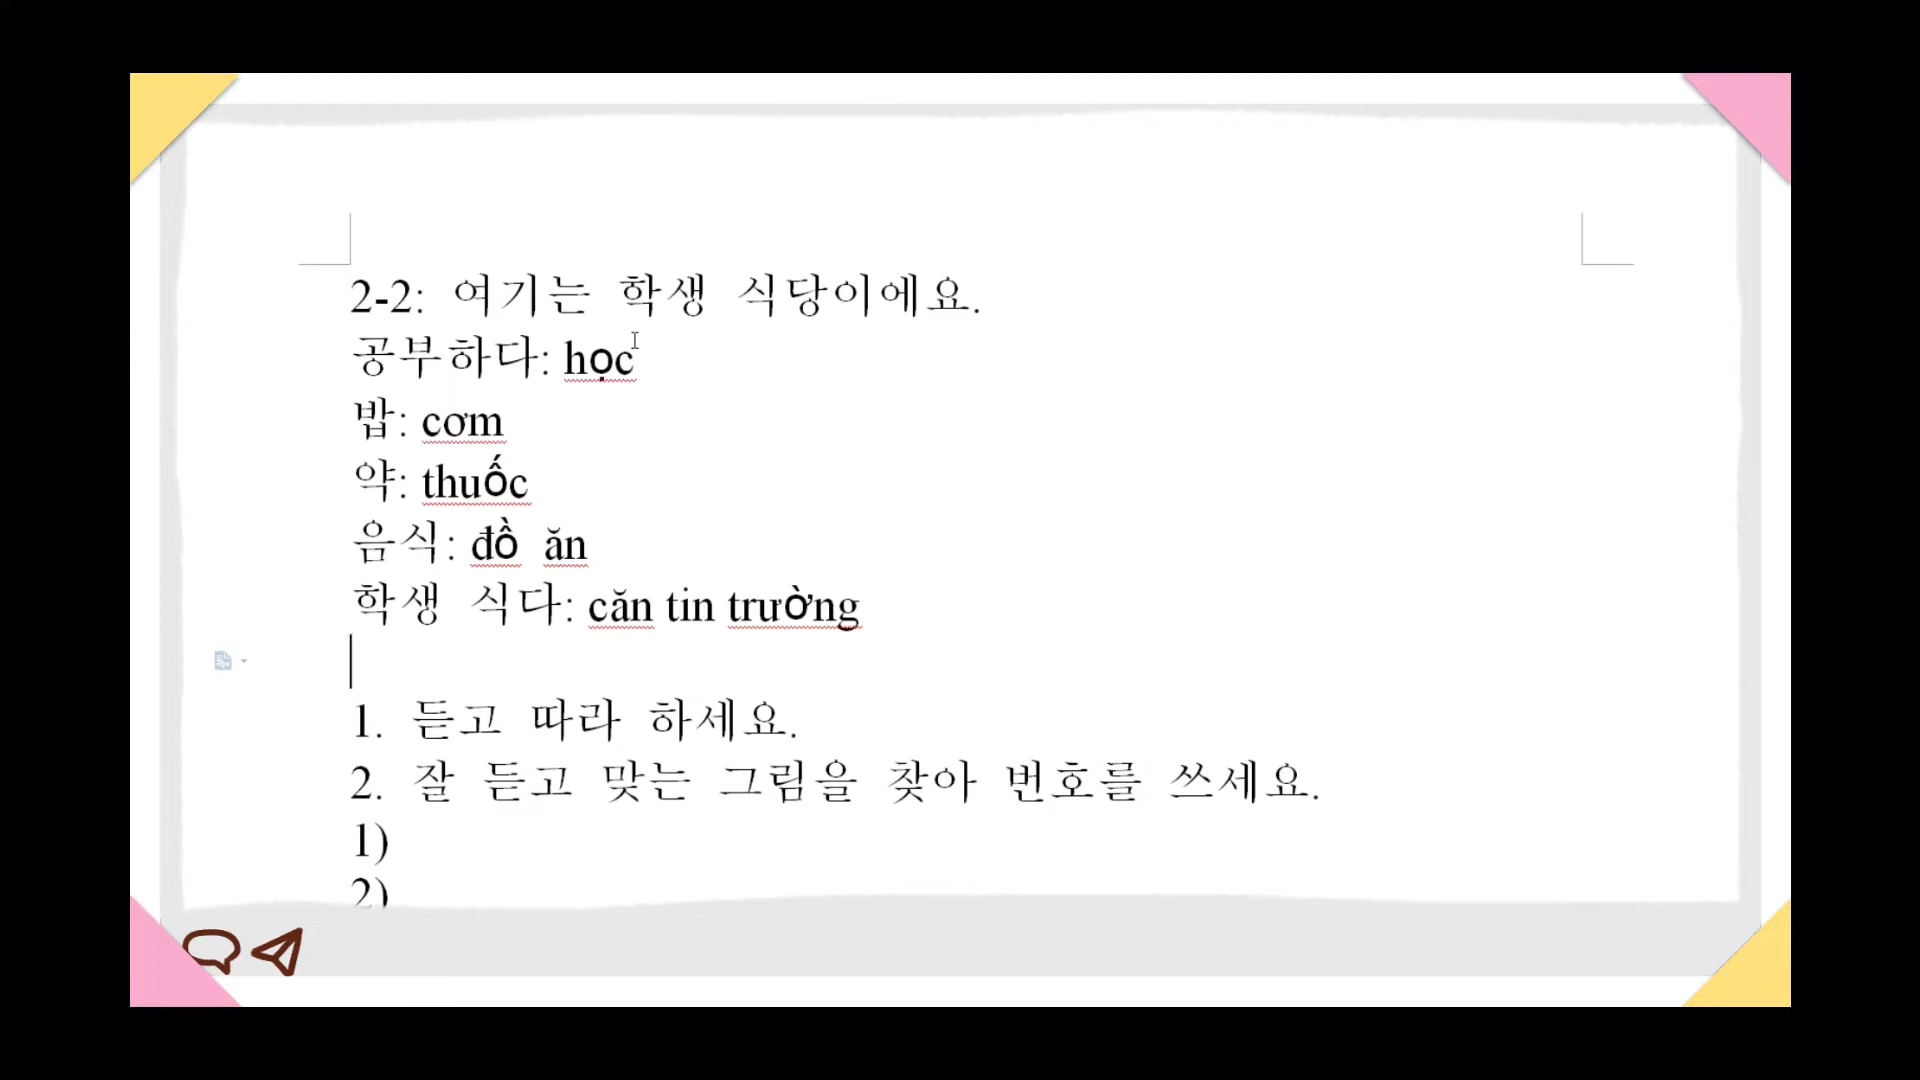 2-2: 여기는 학생 식당이에요.
공부하다: học
밥: cơm
약: thuốc
음식: đồ ăn
학생 식다: căn tin trường
1. 듣고 따라 하세요.
2. 잘 듣고 맞는 그림을 찾아 번호를 쓰세요.
1)
2)